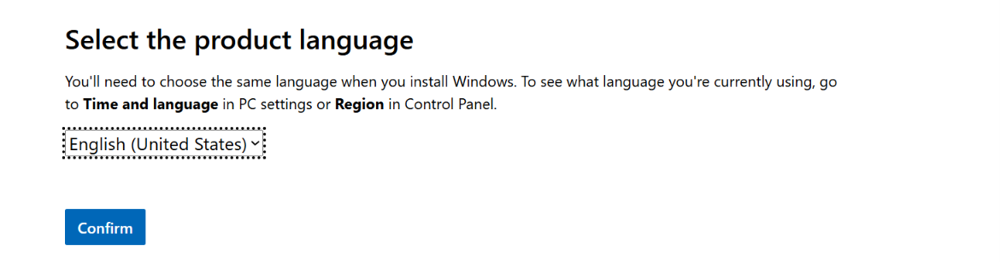 Select the product language
You'll need to choose the same language when you install Windows. To see what language you're currently using, go
to Time and language in PC settings or Region in Control Panel.
English (United States)
Confirm